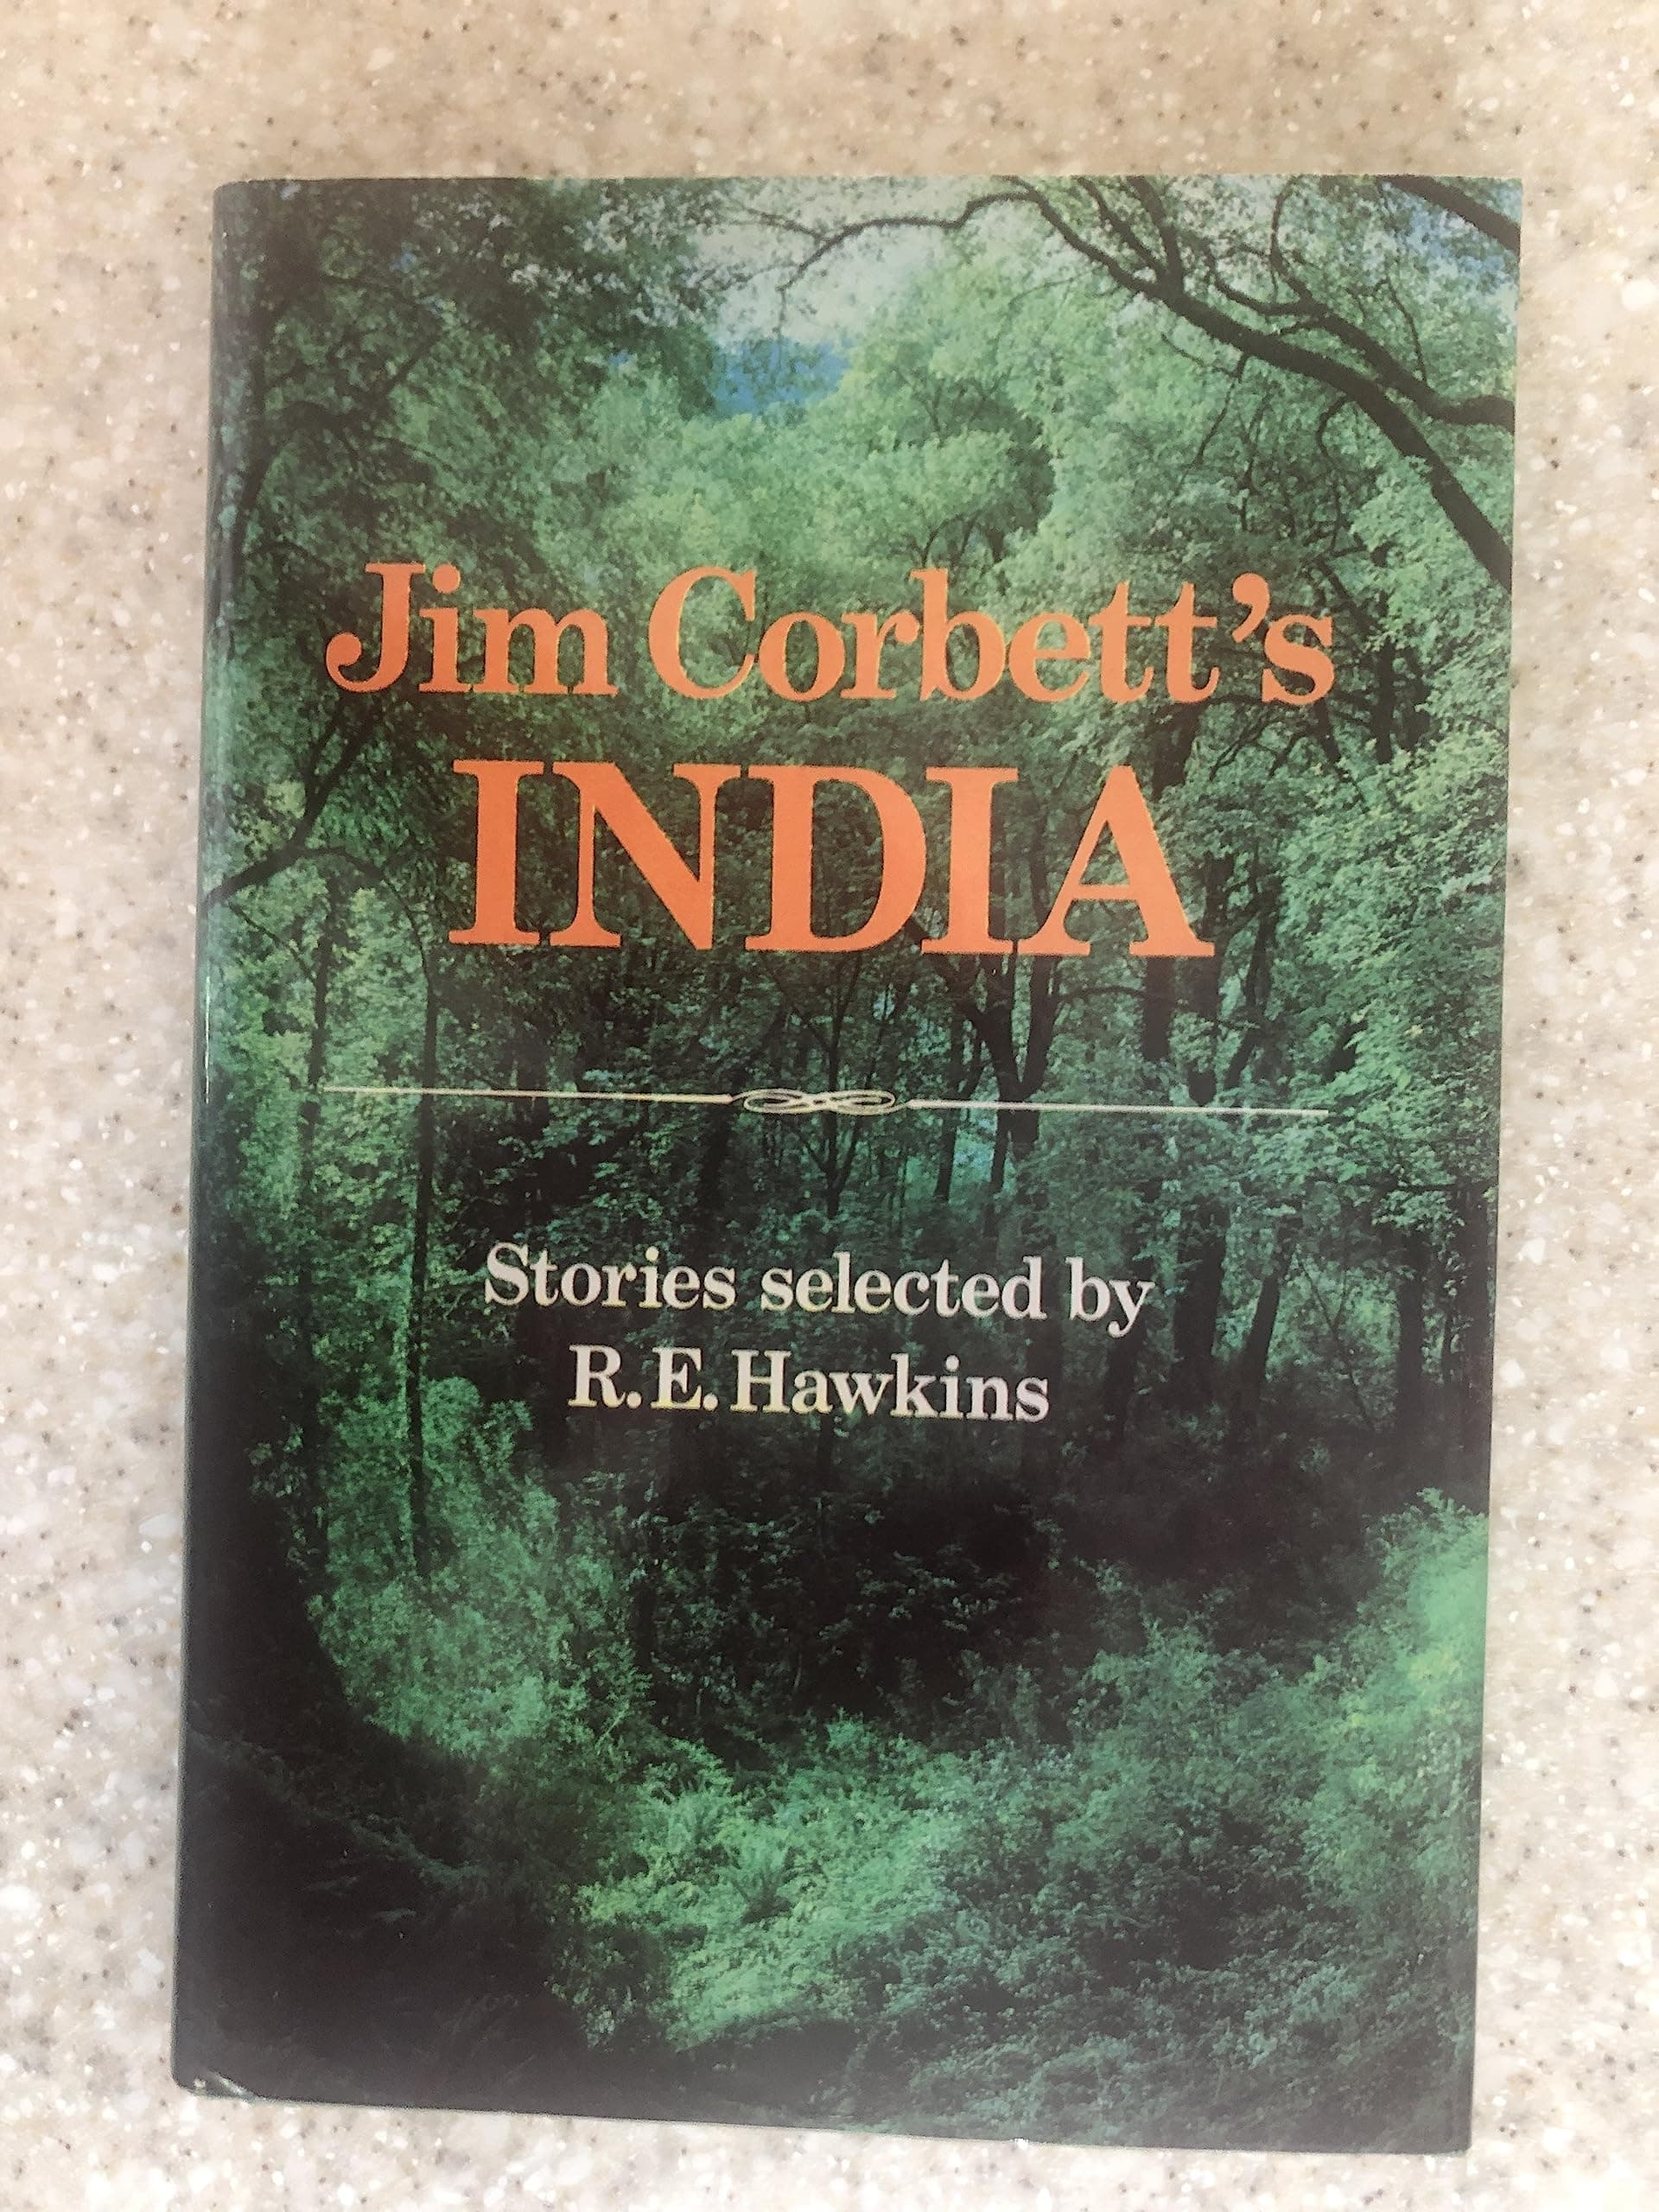 Jim Corbett’s
INDIA
Stories selected by
R. E. Hawkins